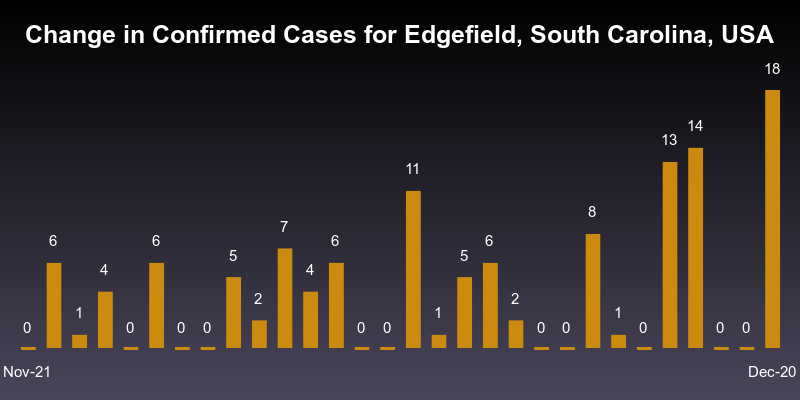 Change in Confirmed Cases for Edgefield, South Carolina, USA
0 6 1 4 0 6 0 0 5 2 7 4 6 0 0 11 1 5 6 2 0 0 8 1 0 13 14 0 0 18
Nov-21 Dec-20